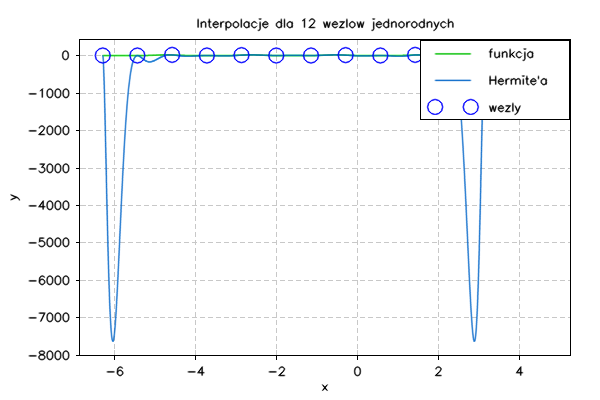 Interpolacje dla 12 wezlow jednorodnych
funkcja
Hermite'a
wezly
0
−1000
−2000
−3000
−4000
−5000
−6000
−7000
−8000
y
−6 −4 −2 0 2 4
x